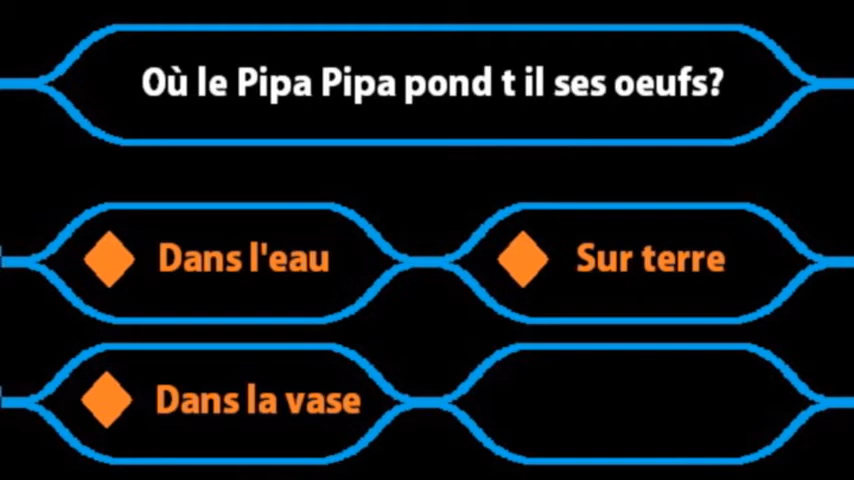 Où le Pipa Pipa pond t il ses oeufs?
Dans l'eau
Sur terre
Dans la vase